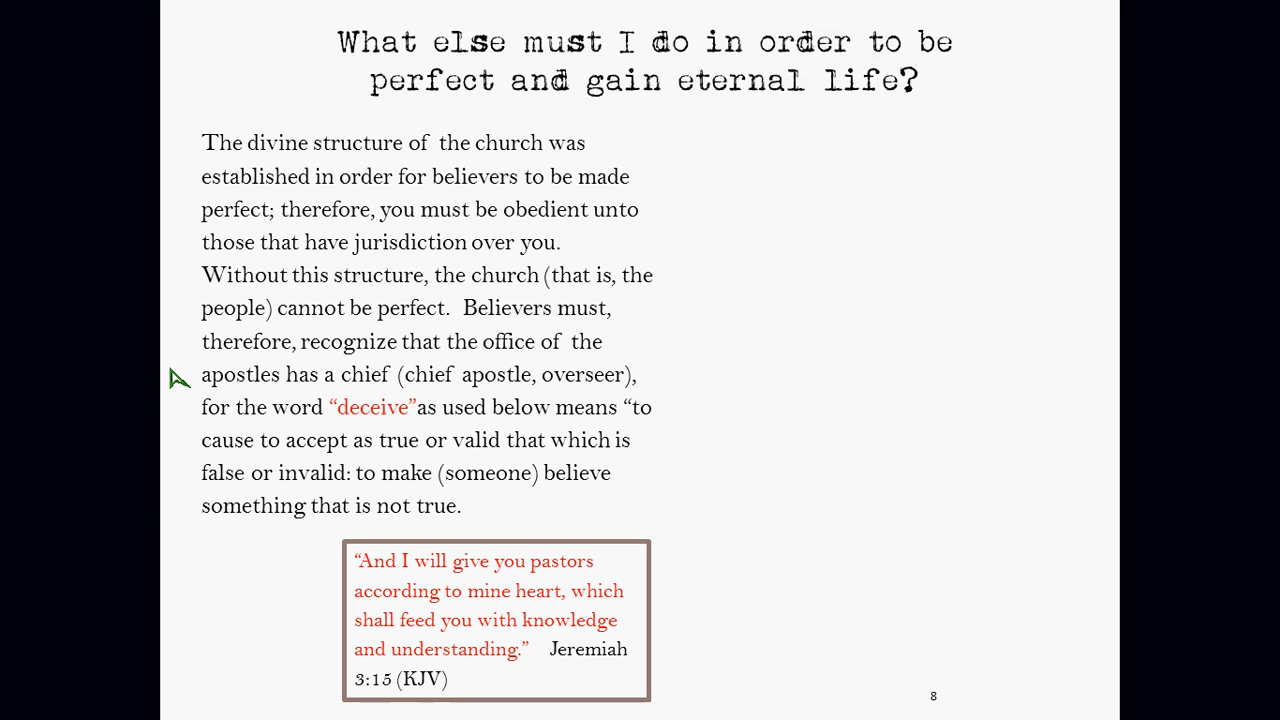 What else must I do in order to be
perfect and gain eternal life?
The divine structure of the church was
established in order for believers to be made
perfect; therefore, you must be obedient unto
those that have jurisdiction over you.
Without this structure, the church (that is, the
people) cannot be perfect. Believers must,
therefore, recognize that the office of the
apostles has a chief (chief apostle, overseer),
for the word “deceive”as used below means “to
cause to accept as true or valid that which is
false or invalid: to make (someone) believe
something that is not true.
“And I will give you pastors
according to mine heart, which
shall feed you with knowledge
and understanding.” Jeremiah
3:15 (KJV)
8